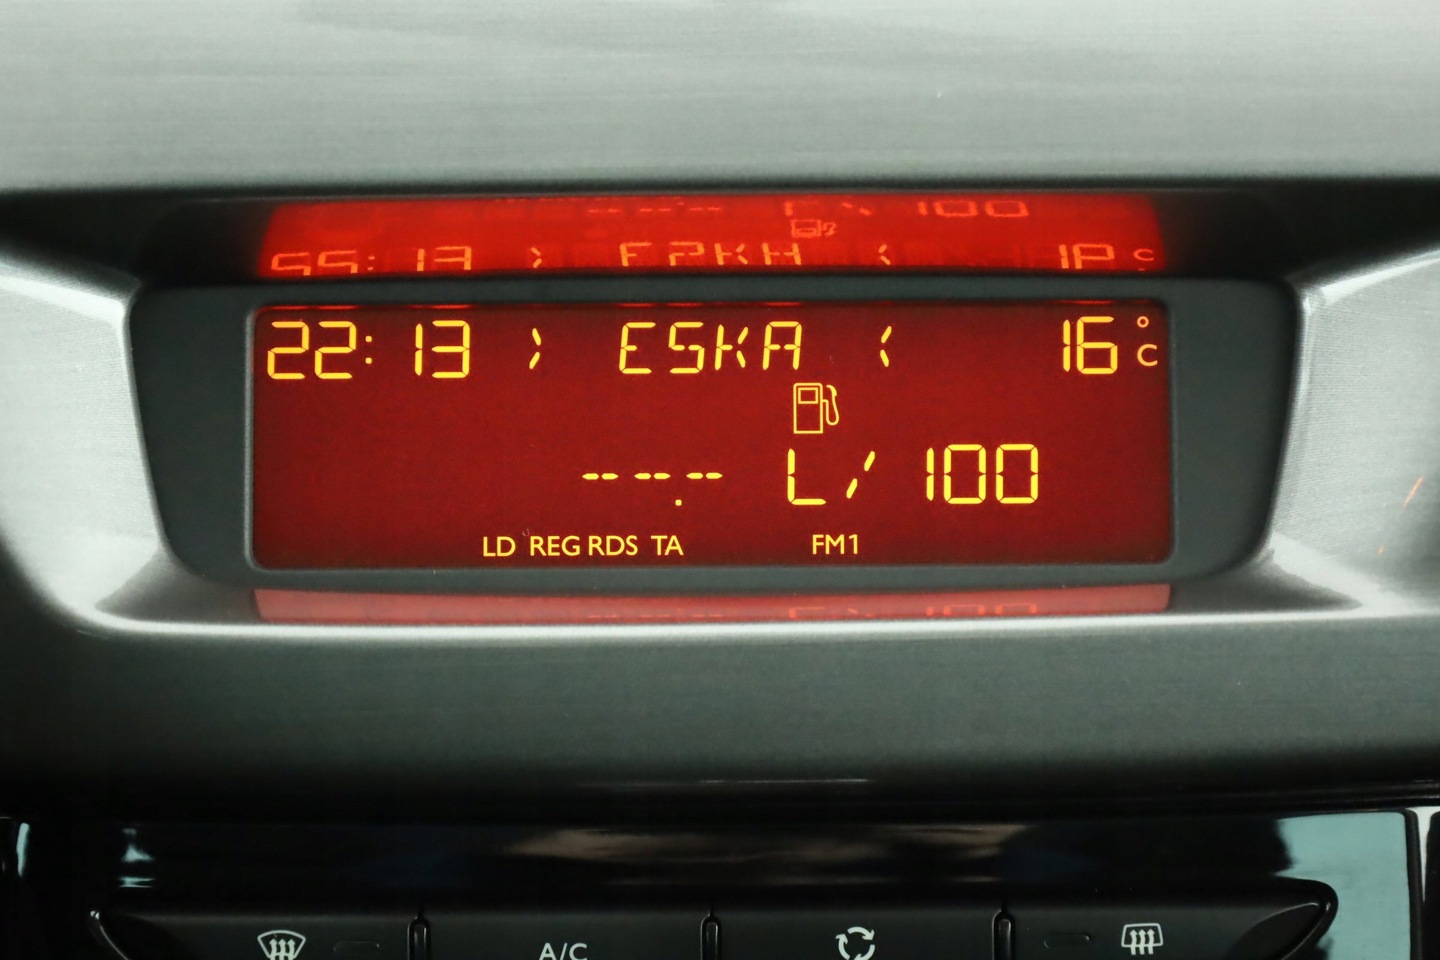 22:13 > ESKA < 16°C
-- --.-- L/100
LD REG RDS TA FM1
A/C